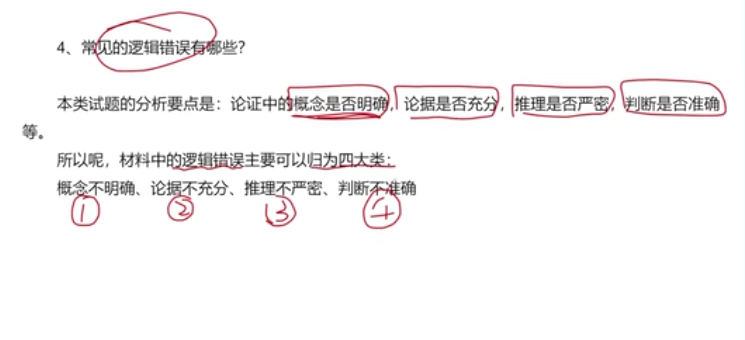 4、常见的逻辑错误有哪些？
本类试题的分析要点是：论证中的概念是否明确，论据是否充分，推理是否严密，判断是否准确
等。
所以呢，材料中的逻辑错误主要可以归为四大类：
概念不明确、论据不充分、推理不严密、判断不准确
① ② ③ ④